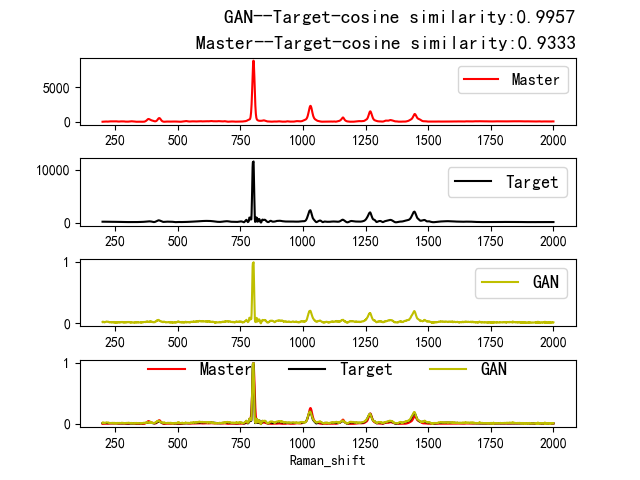 GAN--Target-cosine similarity:0.9957
Master--Target-cosine similarity:0.9333
5000
0
Master
250 500 750 1000 1250 1500 1750 2000
10000
0
Target
250 500 750 1000 1250 1500 1750 2000
1
0
GAN
250 500 750 1000 1250 1500 1750 2000
1
0
Master Target GAN
250 500 750 1000 1250 1500 1750 2000
Raman_shift